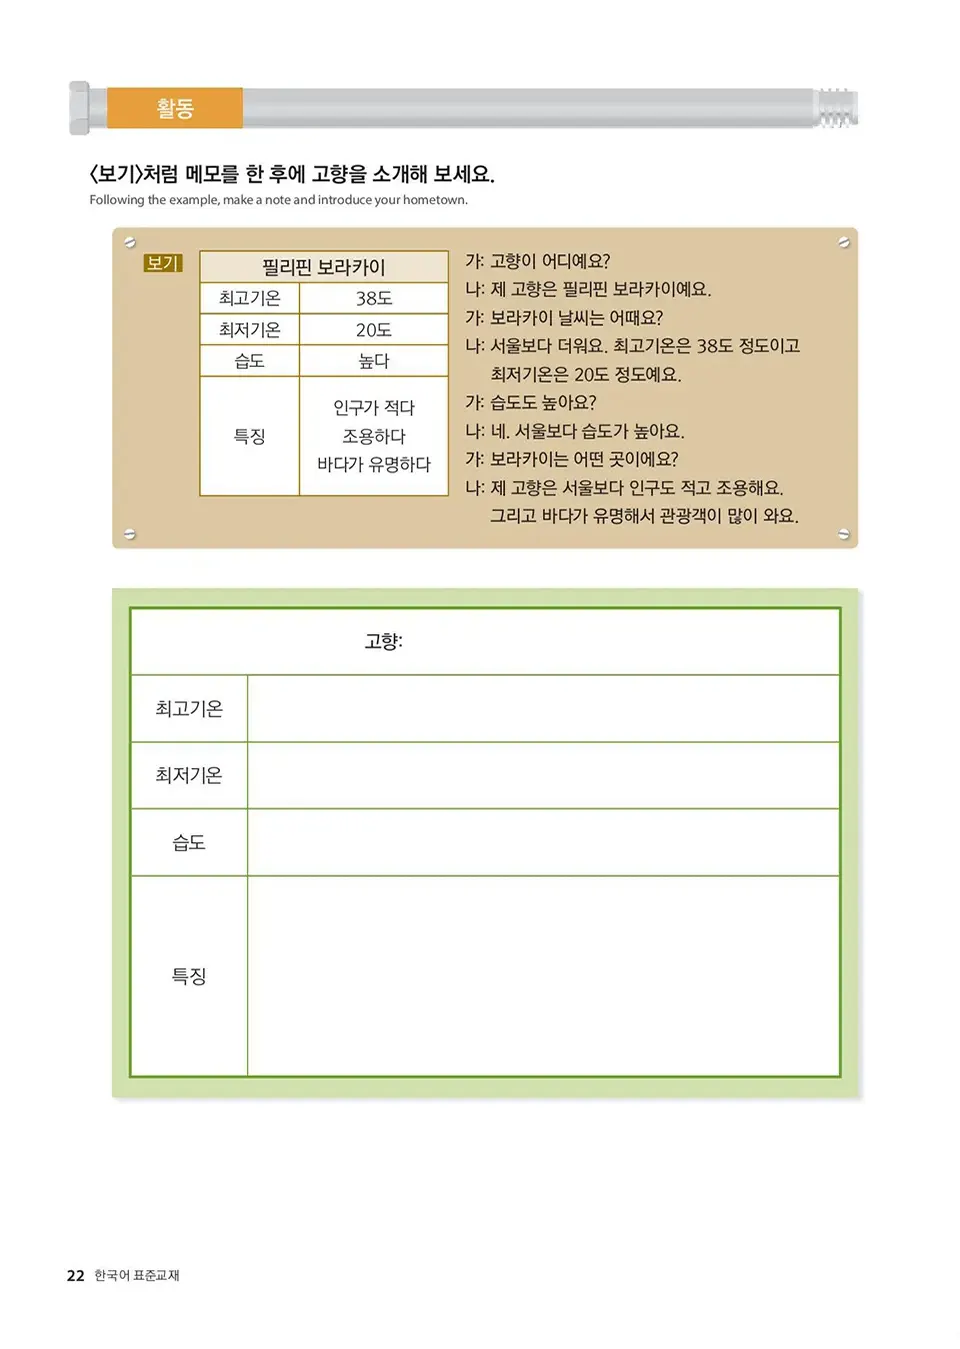 활동
〈보기〉처럼 메모를 한 후에 고향을 소개해 보세요.
Following the example, make a note and introduce your hometown.
보기
필리핀 보라카이
최고기온 38도
최저기온 20도
습도 높다
특징
인구가 적다
조용하다
바다가 유명하다
가: 고향이 어디예요?
나: 제 고향은 필리핀 보라카이예요.
가: 보라카이 날씨는 어때요?
나: 서울보다 더워요. 최고기온은 38도 정도이고
최저기온은 20도 정도예요.
가: 습도도 높아요?
나: 네. 서울보다 습도가 높아요.
가: 보라카이는 어떤 곳이에요?
나: 제 고향은 서울보다 인구도 적고 조용해요.
그리고 바다가 유명해서 관광객이 많이 와요.
고향:
최고기온
최저기온
습도
특징
22 한국어 표준교재